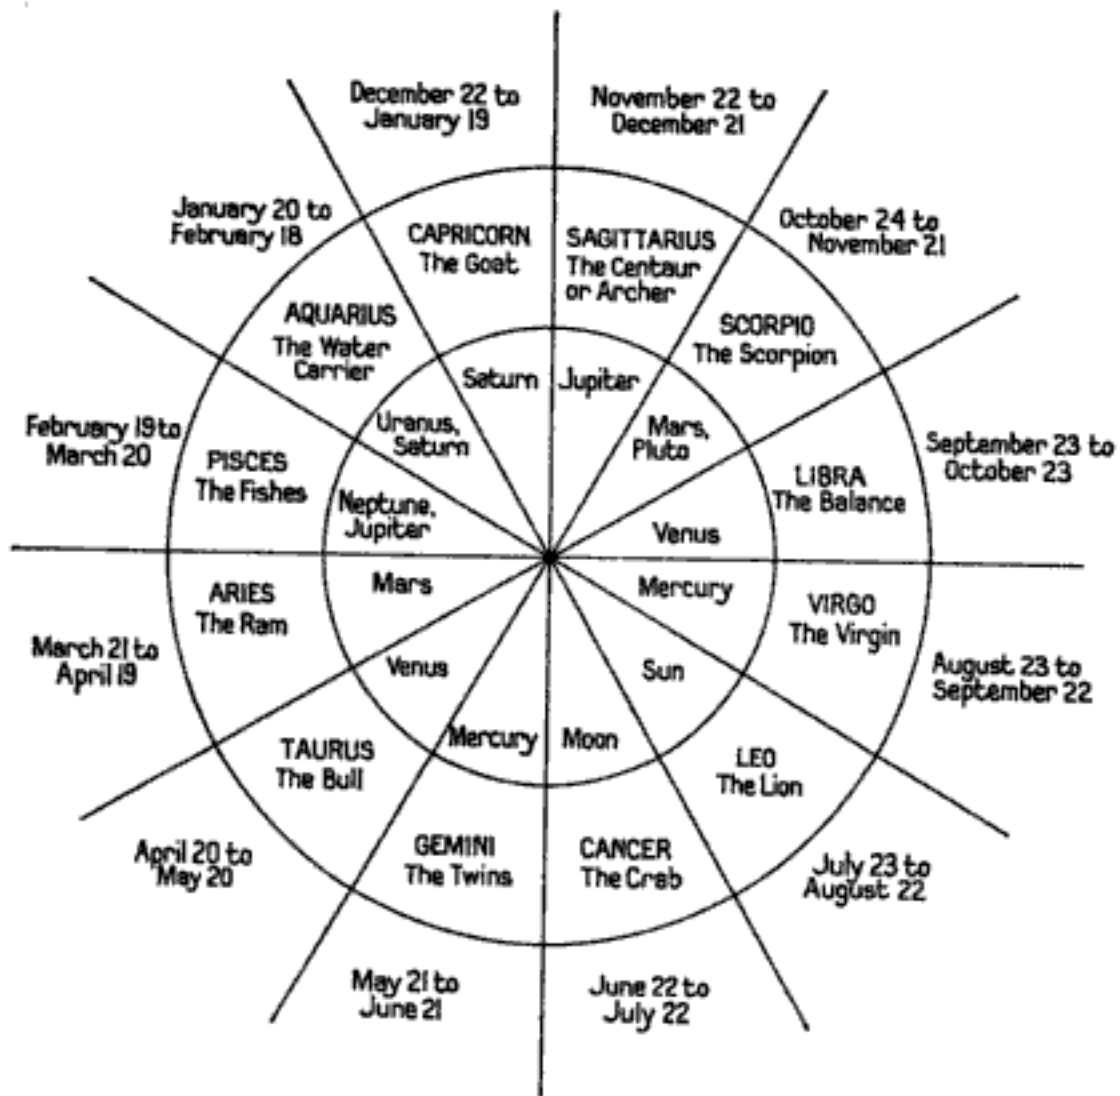 December 22 to
January 19
November 22 to
December 21
January 20 to
February 18
October 24 to
November 21
CAPRICORN
The Goat
SAGITTARIUS
The Centaur
or Archer
AQUARIUS
The Water
Carrier
SCORPIO
The Scorpion
Saturn
Jupiter
Uranus,
Saturn
Mars,
Pluto
February 19 to
March 20
September 23 to
October 23
PISCES
The Fishes
LIBRA
The Balance
Neptune,
Jupiter
Venus
Mars
Mercury
ARIES
The Ram
VIRGO
The Virgin
March 21 to
April 19
August 23 to
September 22
Venus
Sun
Mercury
Moon
TAURUS
The Bull
LEO
The Lion
GEMINI
The Twins
CANCER
The Crab
April 20 to
May 20
July 23 to
August 22
May 21 to
June 21
June 22 to
July 22